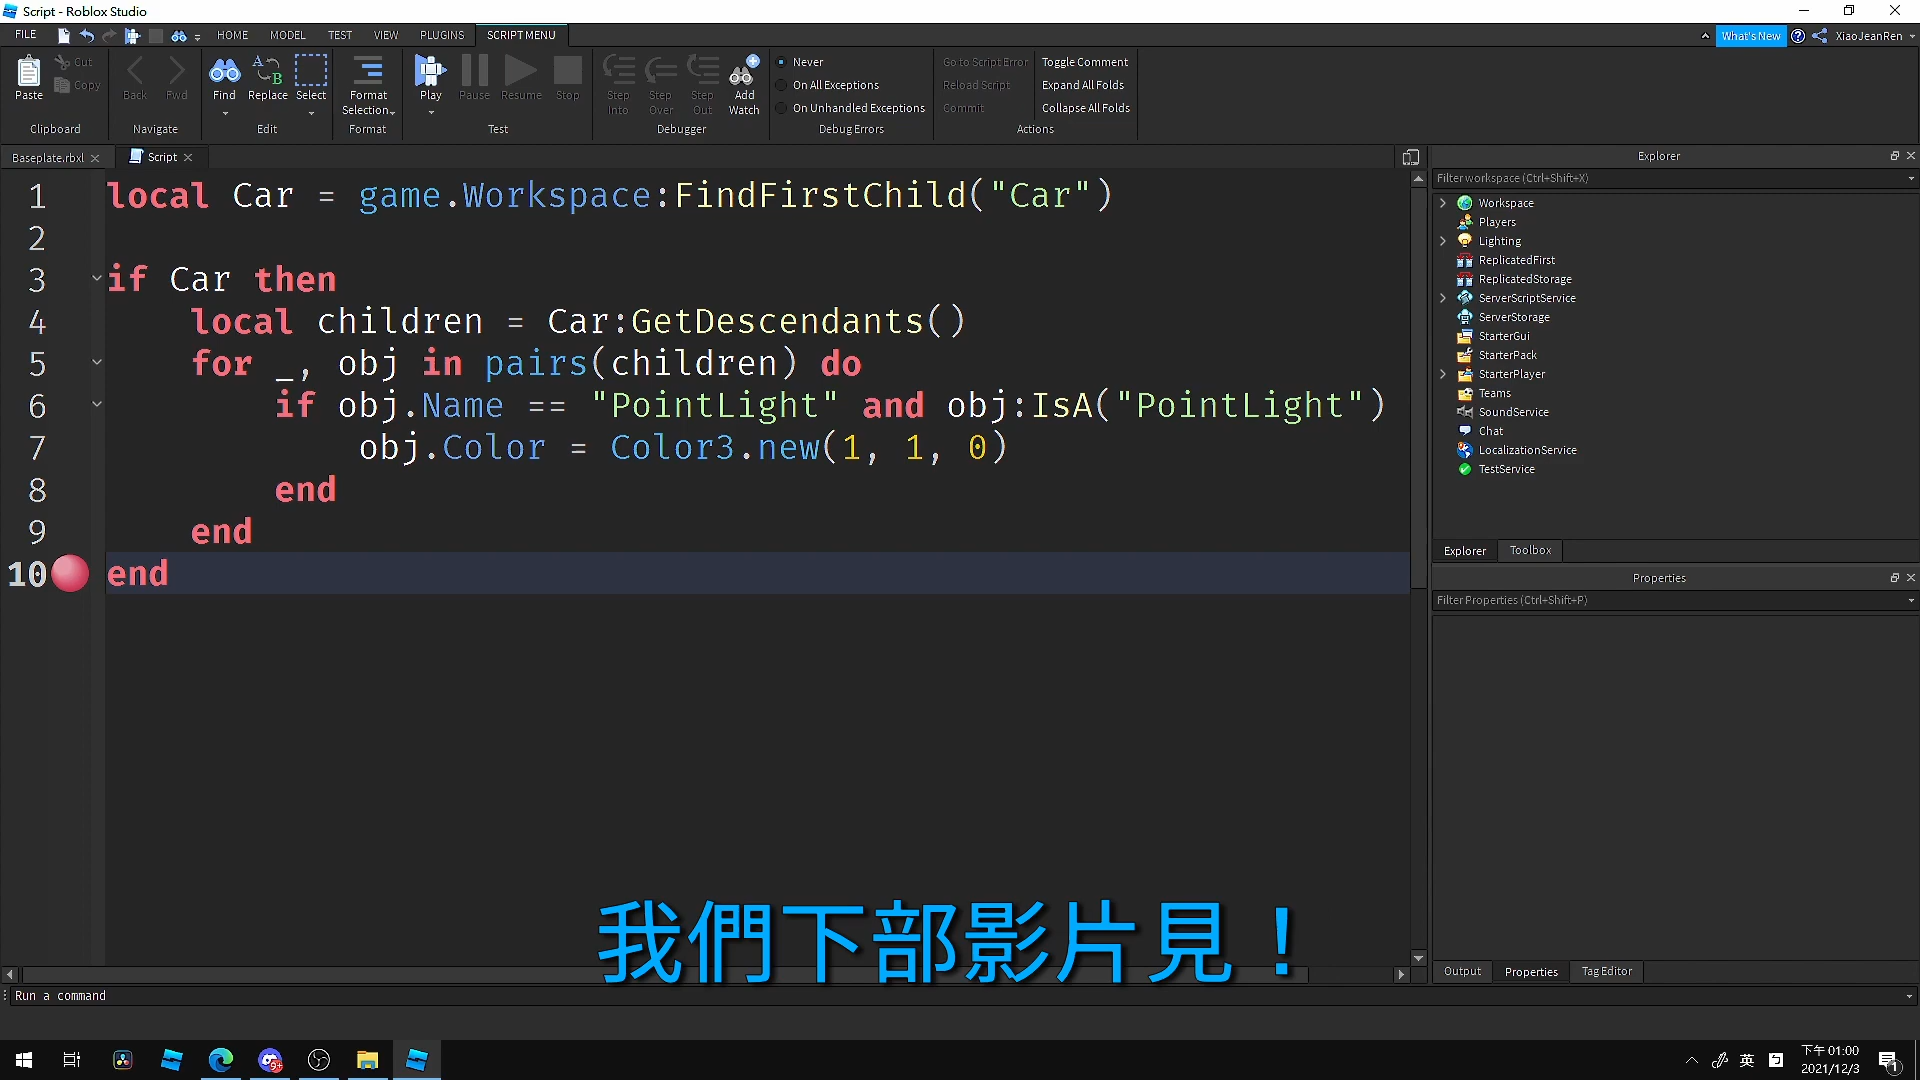 Script - Roblox Studio
FILE HOME MODEL TEST VIEW PLUGINS SCRIPT MENU What's New XiaoJeanRen
Paste Cut Copy Clipboard
Back Fwd Navigate
Find Replace Select Edit
Format Selection Format
Play Pause Resume Stop Test
Step Into Step Over Step Out Add Watch Debugger
Never
On All Exceptions
On Unhandled Exceptions
Debug Errors
Go to Script Error
Reload Script
Commit
Toggle Comment
Expand All Folds
Collapse All Folds
Actions
Baseplate.rbxl Script
1 local Car = game.Workspace:FindFirstChild("Car")
2
3 if Car then
4 local children = Car:GetDescendants()
5 for _, obj in pairs(children) do
6 if obj.Name == "PointLight" and obj:IsA("PointLight")
7 obj.Color = Color3.new(1, 1, 0)
8 end
9 end
10 end
Explorer
Filter workspace (Ctrl+Shift+X)
Workspace
Players
Lighting
ReplicatedFirst
ReplicatedStorage
ServerScriptService
ServerStorage
StarterGui
StarterPack
StarterPlayer
Teams
SoundService
Chat
LocalizationService
TestService
Explorer Toolbox
Properties
Filter Properties (Ctrl+Shift+P)
Output Properties Tag Editor
我們下部影片見！
Run a command
9+
英
下午 01:00
2021/12/3
1